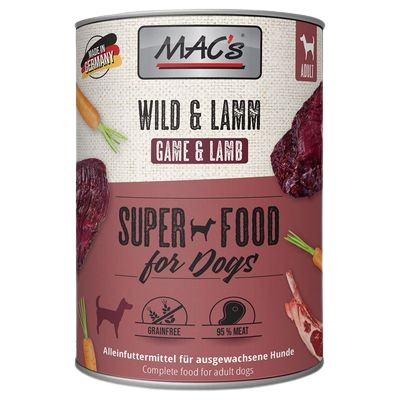 MADE IN
GERMANY
MAC's
ADULT
WILD & LAMM
GAME & LAMB
SUPER FOOD
for Dogs
GRAINFREE
95 % MEAT
Alleinfuttermittel für ausgewachsene Hunde
Complete food for adult dogs